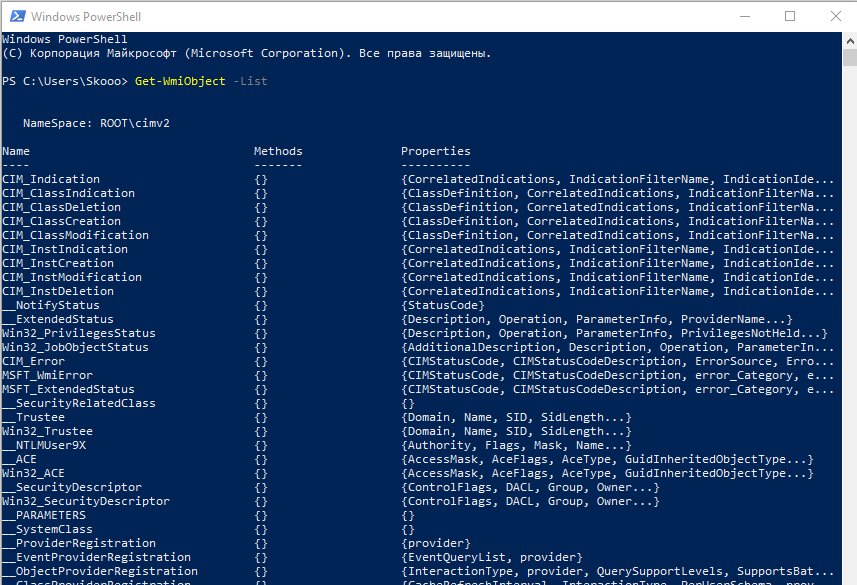 Windows PowerShell
Windows PowerShell
(C) Корпорация Майкрософт (Microsoft Corporation). Все права защищены.
PS C:\Users\Skooo> Get-WmiObject -List
NameSpace: ROOT\cimv2
Name Methods Properties
---- ------- ----------
CIM_Indication {} {CorrelatedIndications, IndicationFilterName, IndicationIde...
CIM_ClassIndication {} {ClassDefinition, CorrelatedIndications, IndicationFilterNa...
CIM_ClassDeletion {} {ClassDefinition, CorrelatedIndications, IndicationFilterNa...
CIM_ClassCreation {} {ClassDefinition, CorrelatedIndications, IndicationFilterNa...
CIM_ClassModification {} {ClassDefinition, CorrelatedIndications, IndicationFilterNa...
CIM_InstIndication {} {CorrelatedIndications, IndicationFilterName, IndicationIde...
CIM_InstCreation {} {CorrelatedIndications, IndicationFilterName, IndicationIde...
CIM_InstModification {} {CorrelatedIndications, IndicationFilterName, IndicationIde...
CIM_InstDeletion {} {CorrelatedIndications, IndicationFilterName, IndicationIde...
__NotifyStatus {} {StatusCode}
__ExtendedStatus {} {Description, Operation, ParameterInfo, ProviderName...}
Win32_PrivilegesStatus {} {Description, Operation, ParameterInfo, PrivilegesNotHeld...}
Win32_JobObjectStatus {} {AdditionalDescription, Description, Operation, ParameterIn...
CIM_Error {} {CIMStatusCode, CIMStatusCodeDescription, ErrorSource, Erro...
MSFT_WmiError {} {CIMStatusCode, CIMStatusCodeDescription, error_Category, e...
MSFT_ExtendedStatus {} {CIMStatusCode, CIMStatusCodeDescription, error_Category, e...
__SecurityRelatedClass {} {}
__Trustee {} {Domain, Name, SID, SidLength...}
Win32_Trustee {} {Domain, Name, SID, SidLength...}
__NTLMUser9X {} {Authority, Flags, Mask, Name...}
__ACE {} {AccessMask, AceFlags, AceType, GuidInheritedObjectType...}
Win32_ACE {} {AccessMask, AceFlags, AceType, GuidInheritedObjectType...}
__SecurityDescriptor {} {ControlFlags, DACL, Group, Owner...}
Win32_SecurityDescriptor {} {ControlFlags, DACL, Group, Owner...}
__PARAMETERS {} {}
__SystemClass {} {}
__ProviderRegistration {} {provider}
__EventProviderRegistration {} {EventQueryList, provider}
__ObjectProviderRegistration {} {InteractionType, provider, QuerySupportLevels, SupportsBat...
__ClassProviderRegistration {} {CacheRefreshInterval, InteractionType, PerUserSchema, prov...